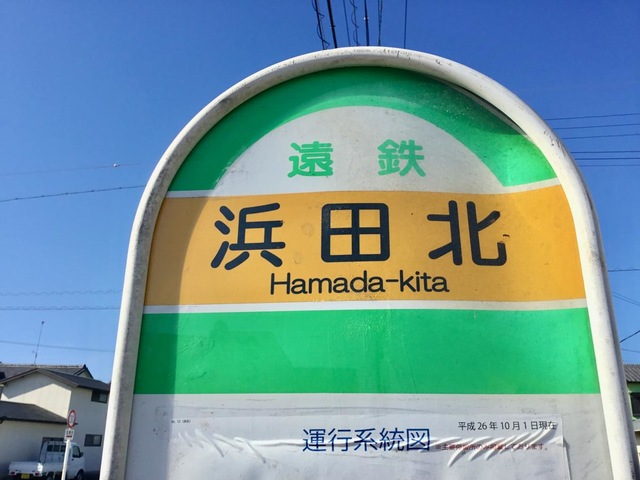 遠鉄
浜田北
Hamada-kita
平成26年10月1日現在
運行系統図